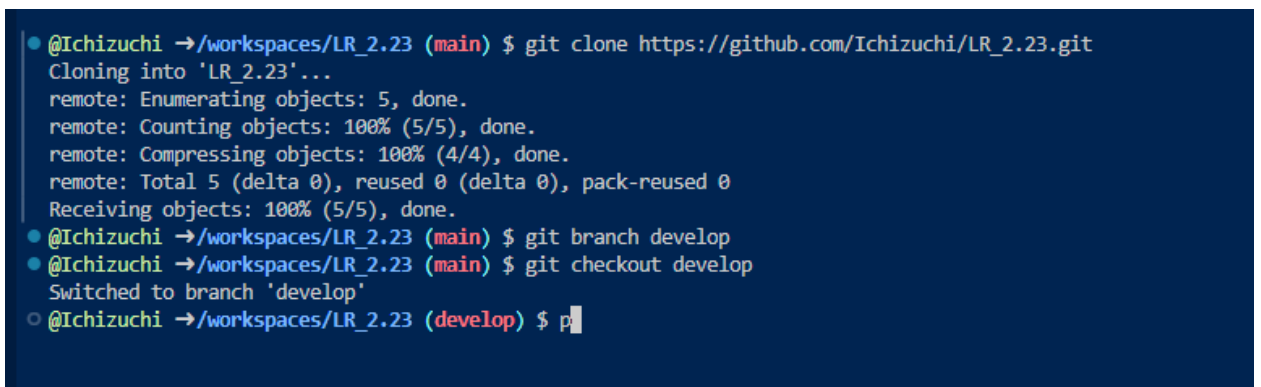 @Ichizuchi ➜/workspaces/LR_2.23 (main) $ git clone https://github.com/Ichizuchi/LR_2.23.git
Cloning into 'LR_2.23'...
remote: Enumerating objects: 5, done.
remote: Counting objects: 100% (5/5), done.
remote: Compressing objects: 100% (4/4), done.
remote: Total 5 (delta 0), reused 0 (delta 0), pack-reused 0
Receiving objects: 100% (5/5), done.
@Ichizuchi ➜/workspaces/LR_2.23 (main) $ git branch develop
@Ichizuchi ➜/workspaces/LR_2.23 (main) $ git checkout develop
Switched to branch 'develop'
@Ichizuchi ➜/workspaces/LR_2.23 (develop) $ p